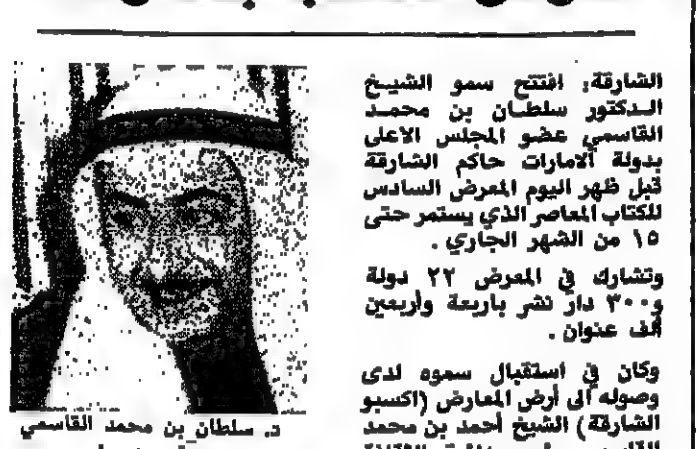 الشارقة: افتتح سمو الشيخ
الدكتور سلطان بن محمد
القاسمي عضو المجلس الاعلى
بدولة الامارات حاكم الشارقة
قبل ظهر اليوم المعرض السادس
للكتاب المعاصر الذي يستمر حتى
١٥ من الشهر الجاري .
وتشارك في المعرض ٢٢ دولة
و٣٠٠ دار نشر باربعة وأربعين
ألف عنوان .
وكان في استقبال سموه لدى
وصوله الى أرض المعارض (اكسبو
الشارقة) الشيخ أحمد بن محمد
د. سلطان بن محمد القاسمي